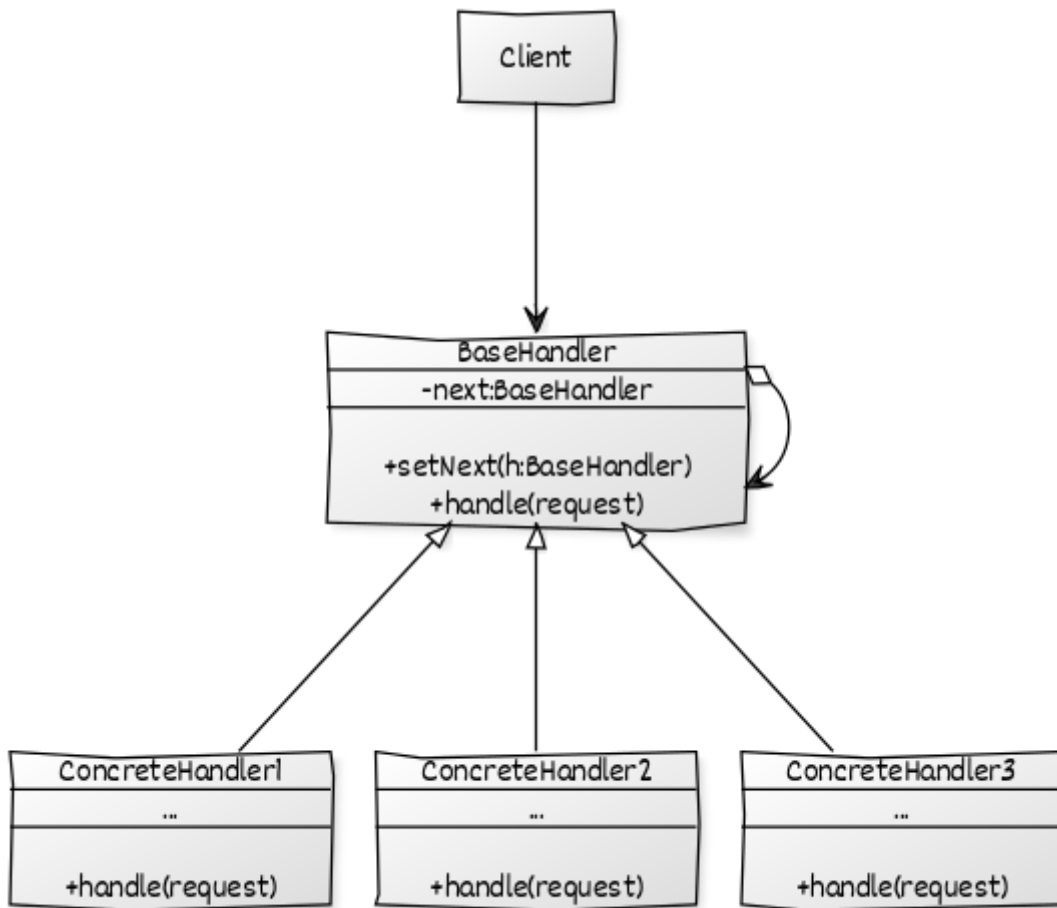 Client
BaseHandler
-next:BaseHandler
+setNext(h:BaseHandler)
+handle(request)
ConcreteHandler1
...
+handle(request)
ConcreteHandler2
...
+handle(request)
ConcreteHandler3
...
+handle(request)